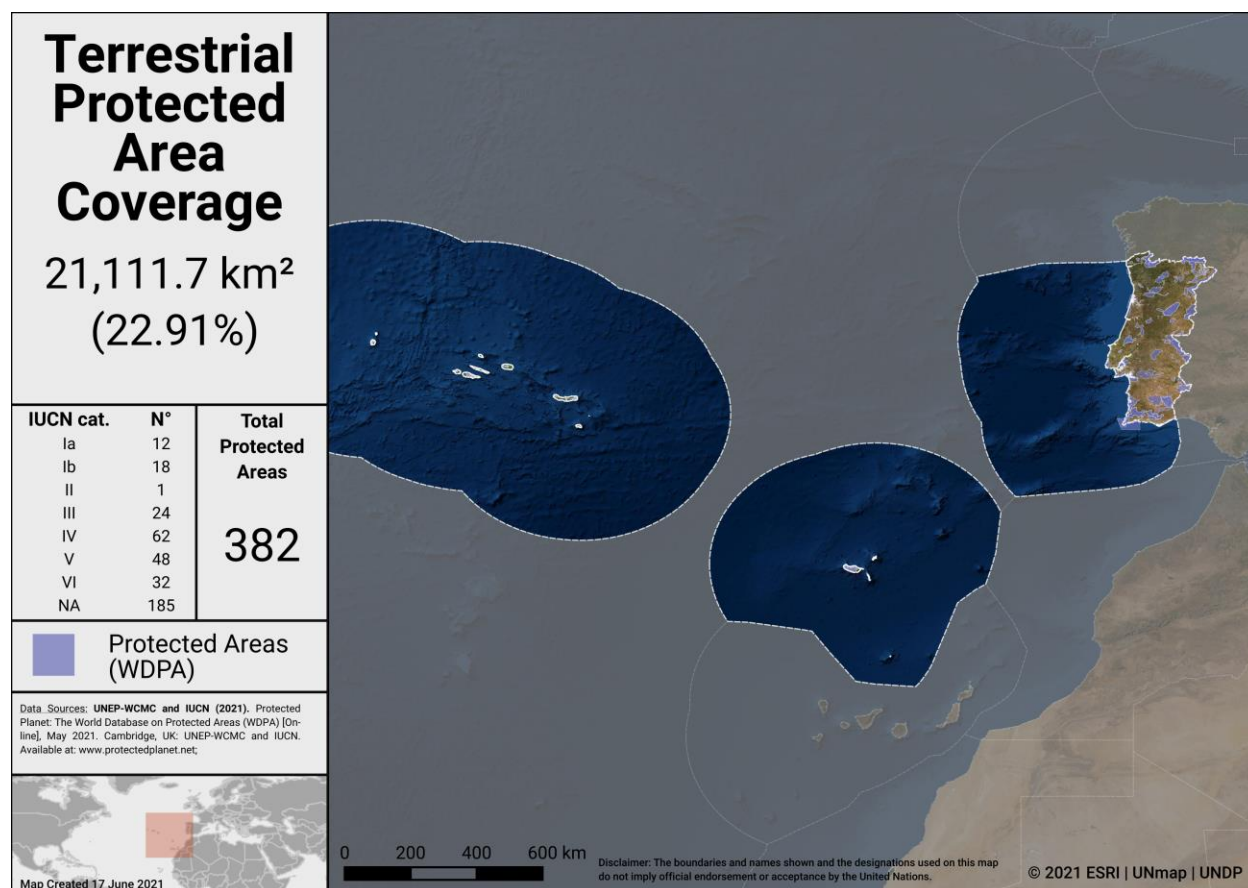 Terrestrial
Protected
Area
Coverage
21,111.7 km²
(22.91%)
IUCN cat. N°
Ia 12
Ib 18
II 1
III 24
IV 62
V 48
VI 32
NA 185
Total
Protected
Areas
382
Protected Areas
(WDPA)
Data Sources: UNEP-WCMC and IUCN (2021). Protected
Planet: The World Database on Protected Areas (WDPA) [On-
line], May 2021. Cambridge, UK: UNEP-WCMC and IUCN.
Available at: www.protectedplanet.net;
Map Created 17 June 2021
0 200 400 600 km
Disclaimer: The boundaries and names shown and the designations used on this map
do not imply official endorsement or acceptance by the United Nations.
© 2021 ESRI | UNmap | UNDP